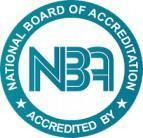 NATIONAL BOARD OF ACCREDITATION
NBA
ACCREDITED BY